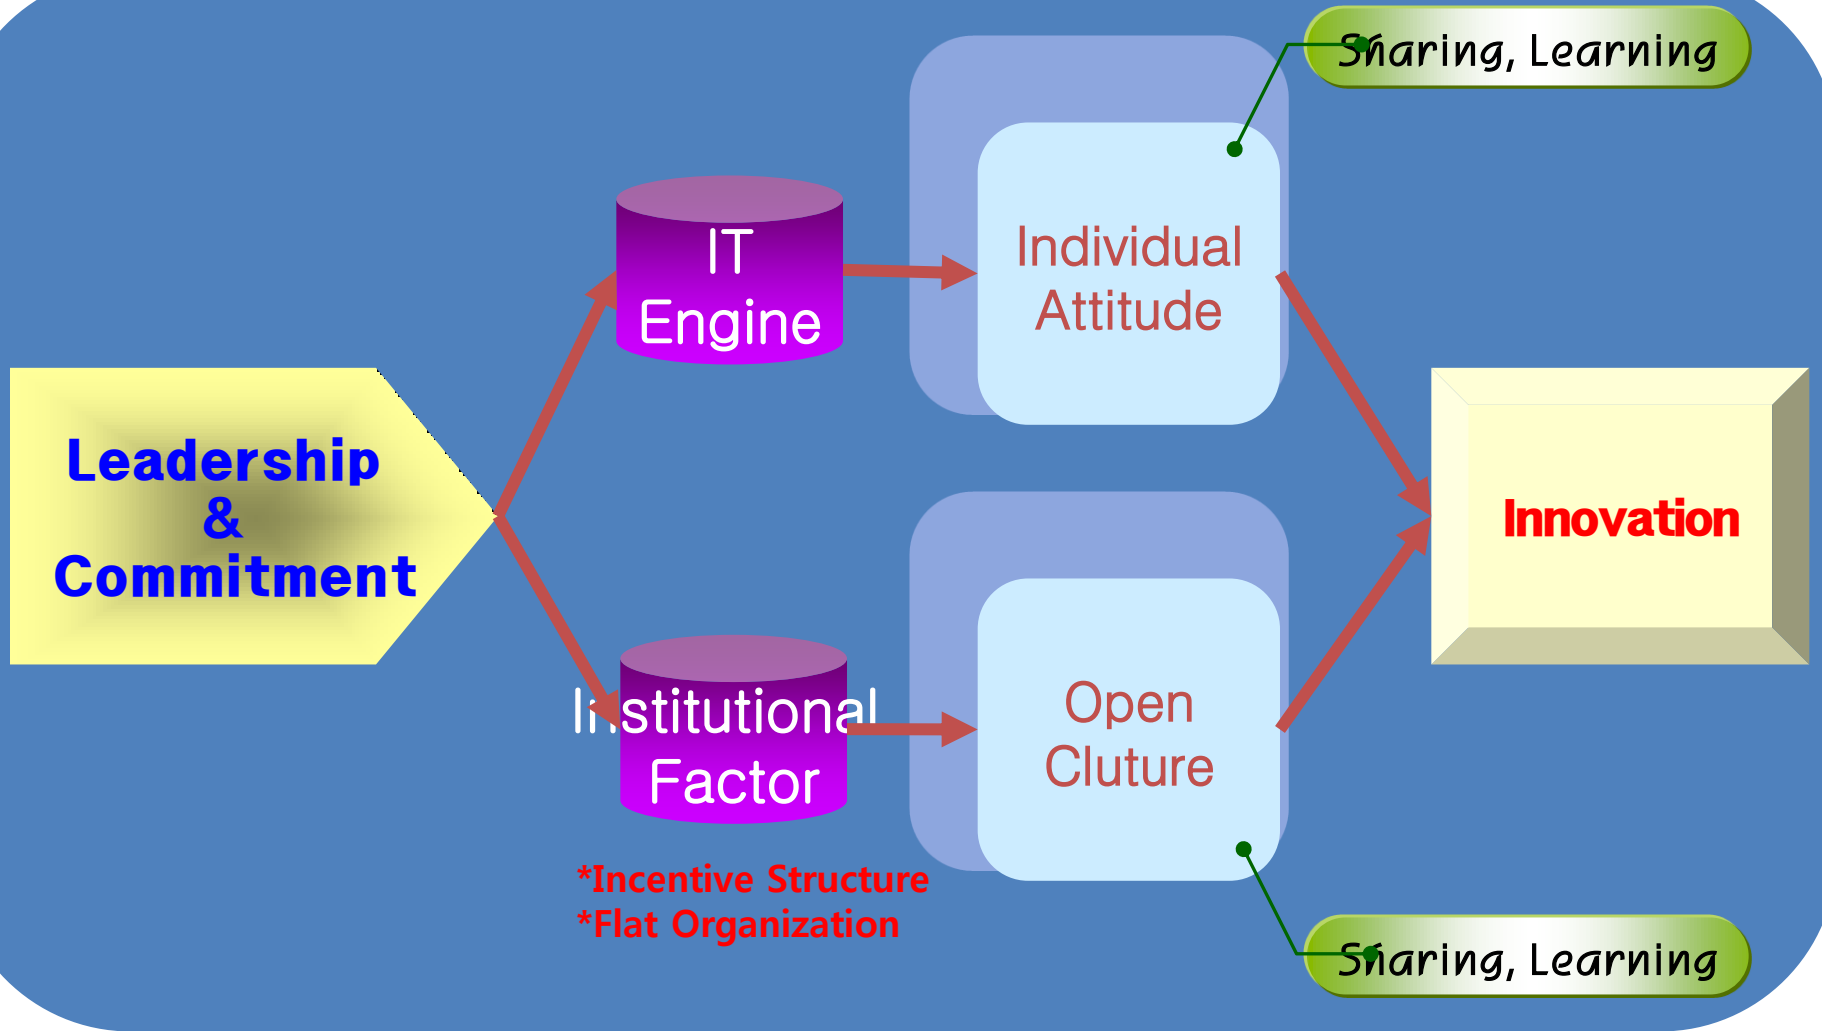 Sharing, Learning
IT
Engine
Individual
Attitude
Leadership
&
Commitment
Innovation
Institutional
Factor
Open
Cluture
*Incentive Structure
*Flat Organization
Sharing, Learning